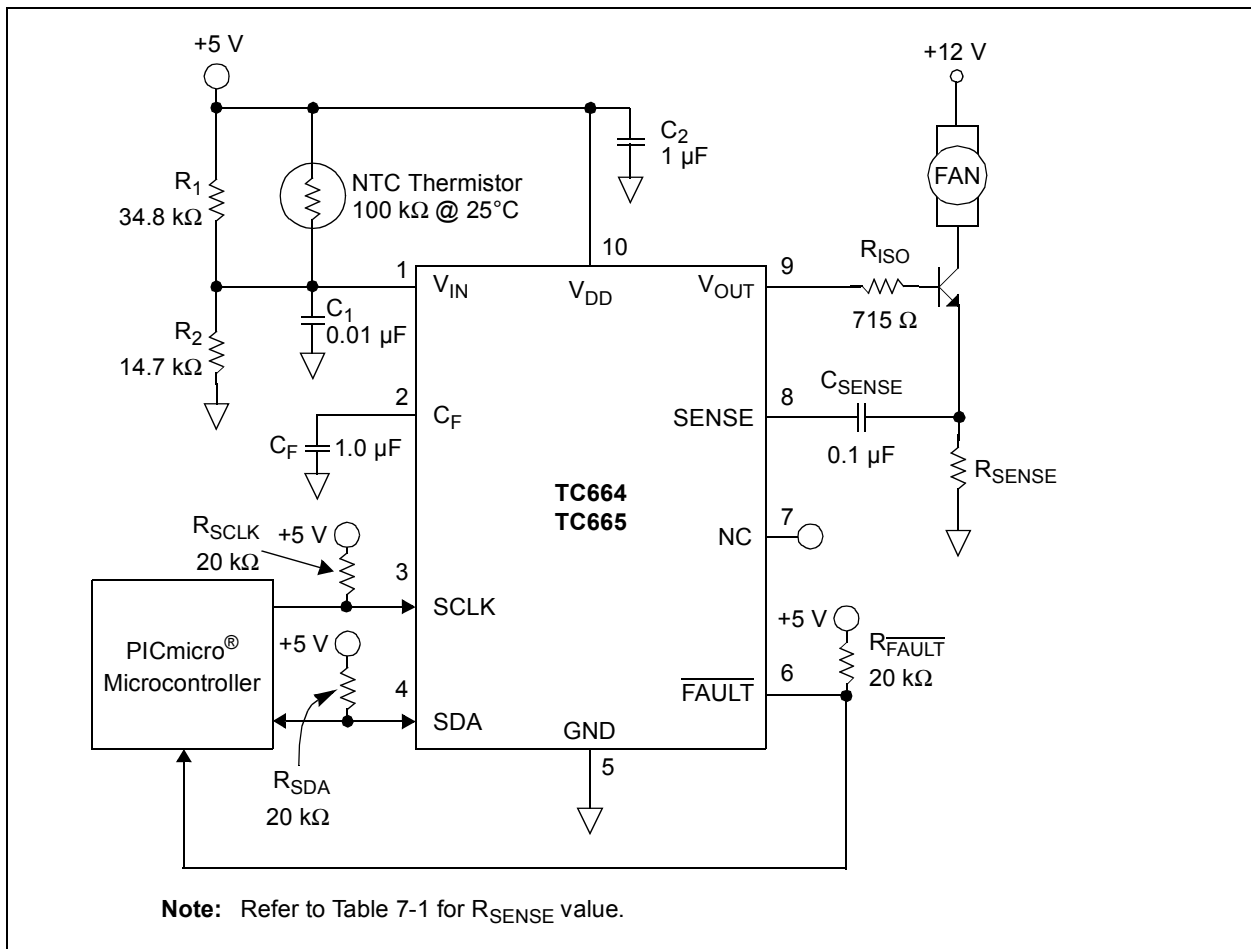 +5 V
+12 V
C2
1 µF
FAN
R1
34.8 kΩ
NTC Thermistor
100 kΩ @ 25°C
10
1
9
RISO
VIN
VDD
VOUT
715 Ω
C1
0.01 µF
R2
14.7 kΩ
2
CF
CF
1.0 µF
8
SENSE
CSENSE
0.1 µF
RSENSE
TC664
TC665
7
NC
RSCLK
20 kΩ
+5 V
3
SCLK
PICmicro®
Microcontroller
+5 V
4
SDA
RSDA
20 kΩ
+5 V
RFAULT
20 kΩ
6
FAULT
GND
5
Note: Refer to Table 7-1 for RSENSE value.